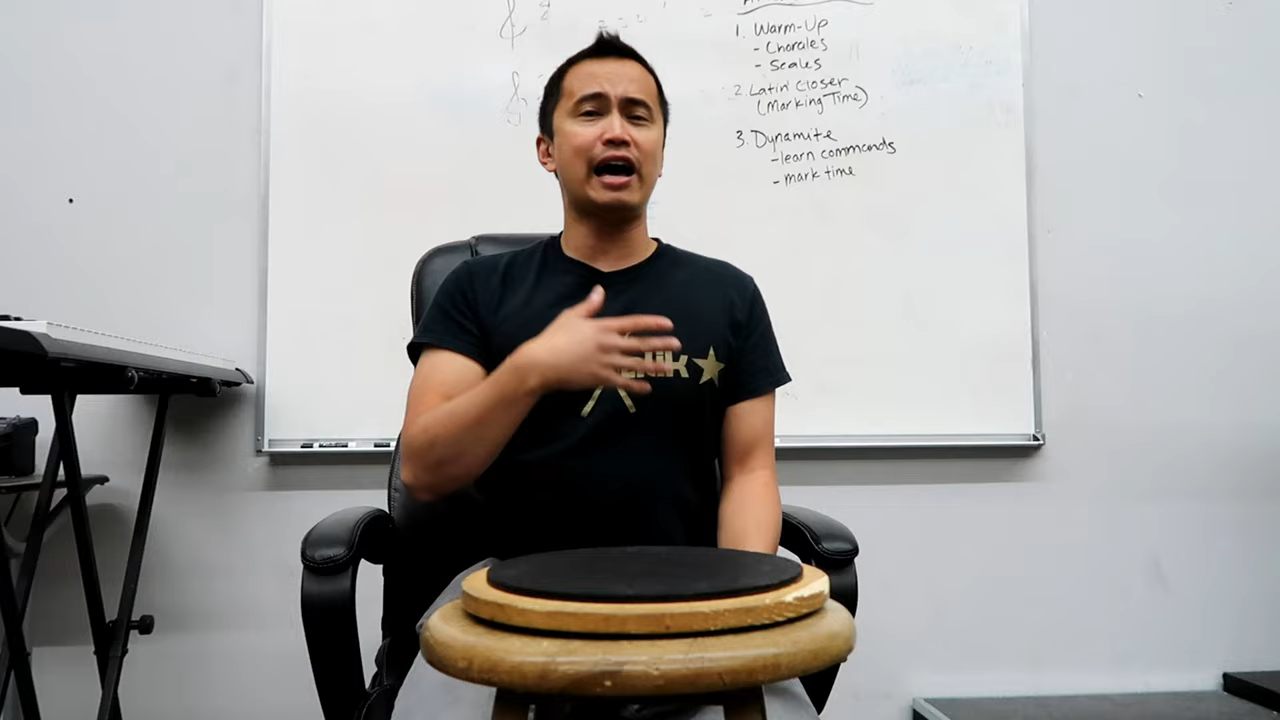 1. Warm-Up
- Chorales
- Scales
2. Latin Closer
(Marking Time)
3. Dynamite
- learn commands
- mark time